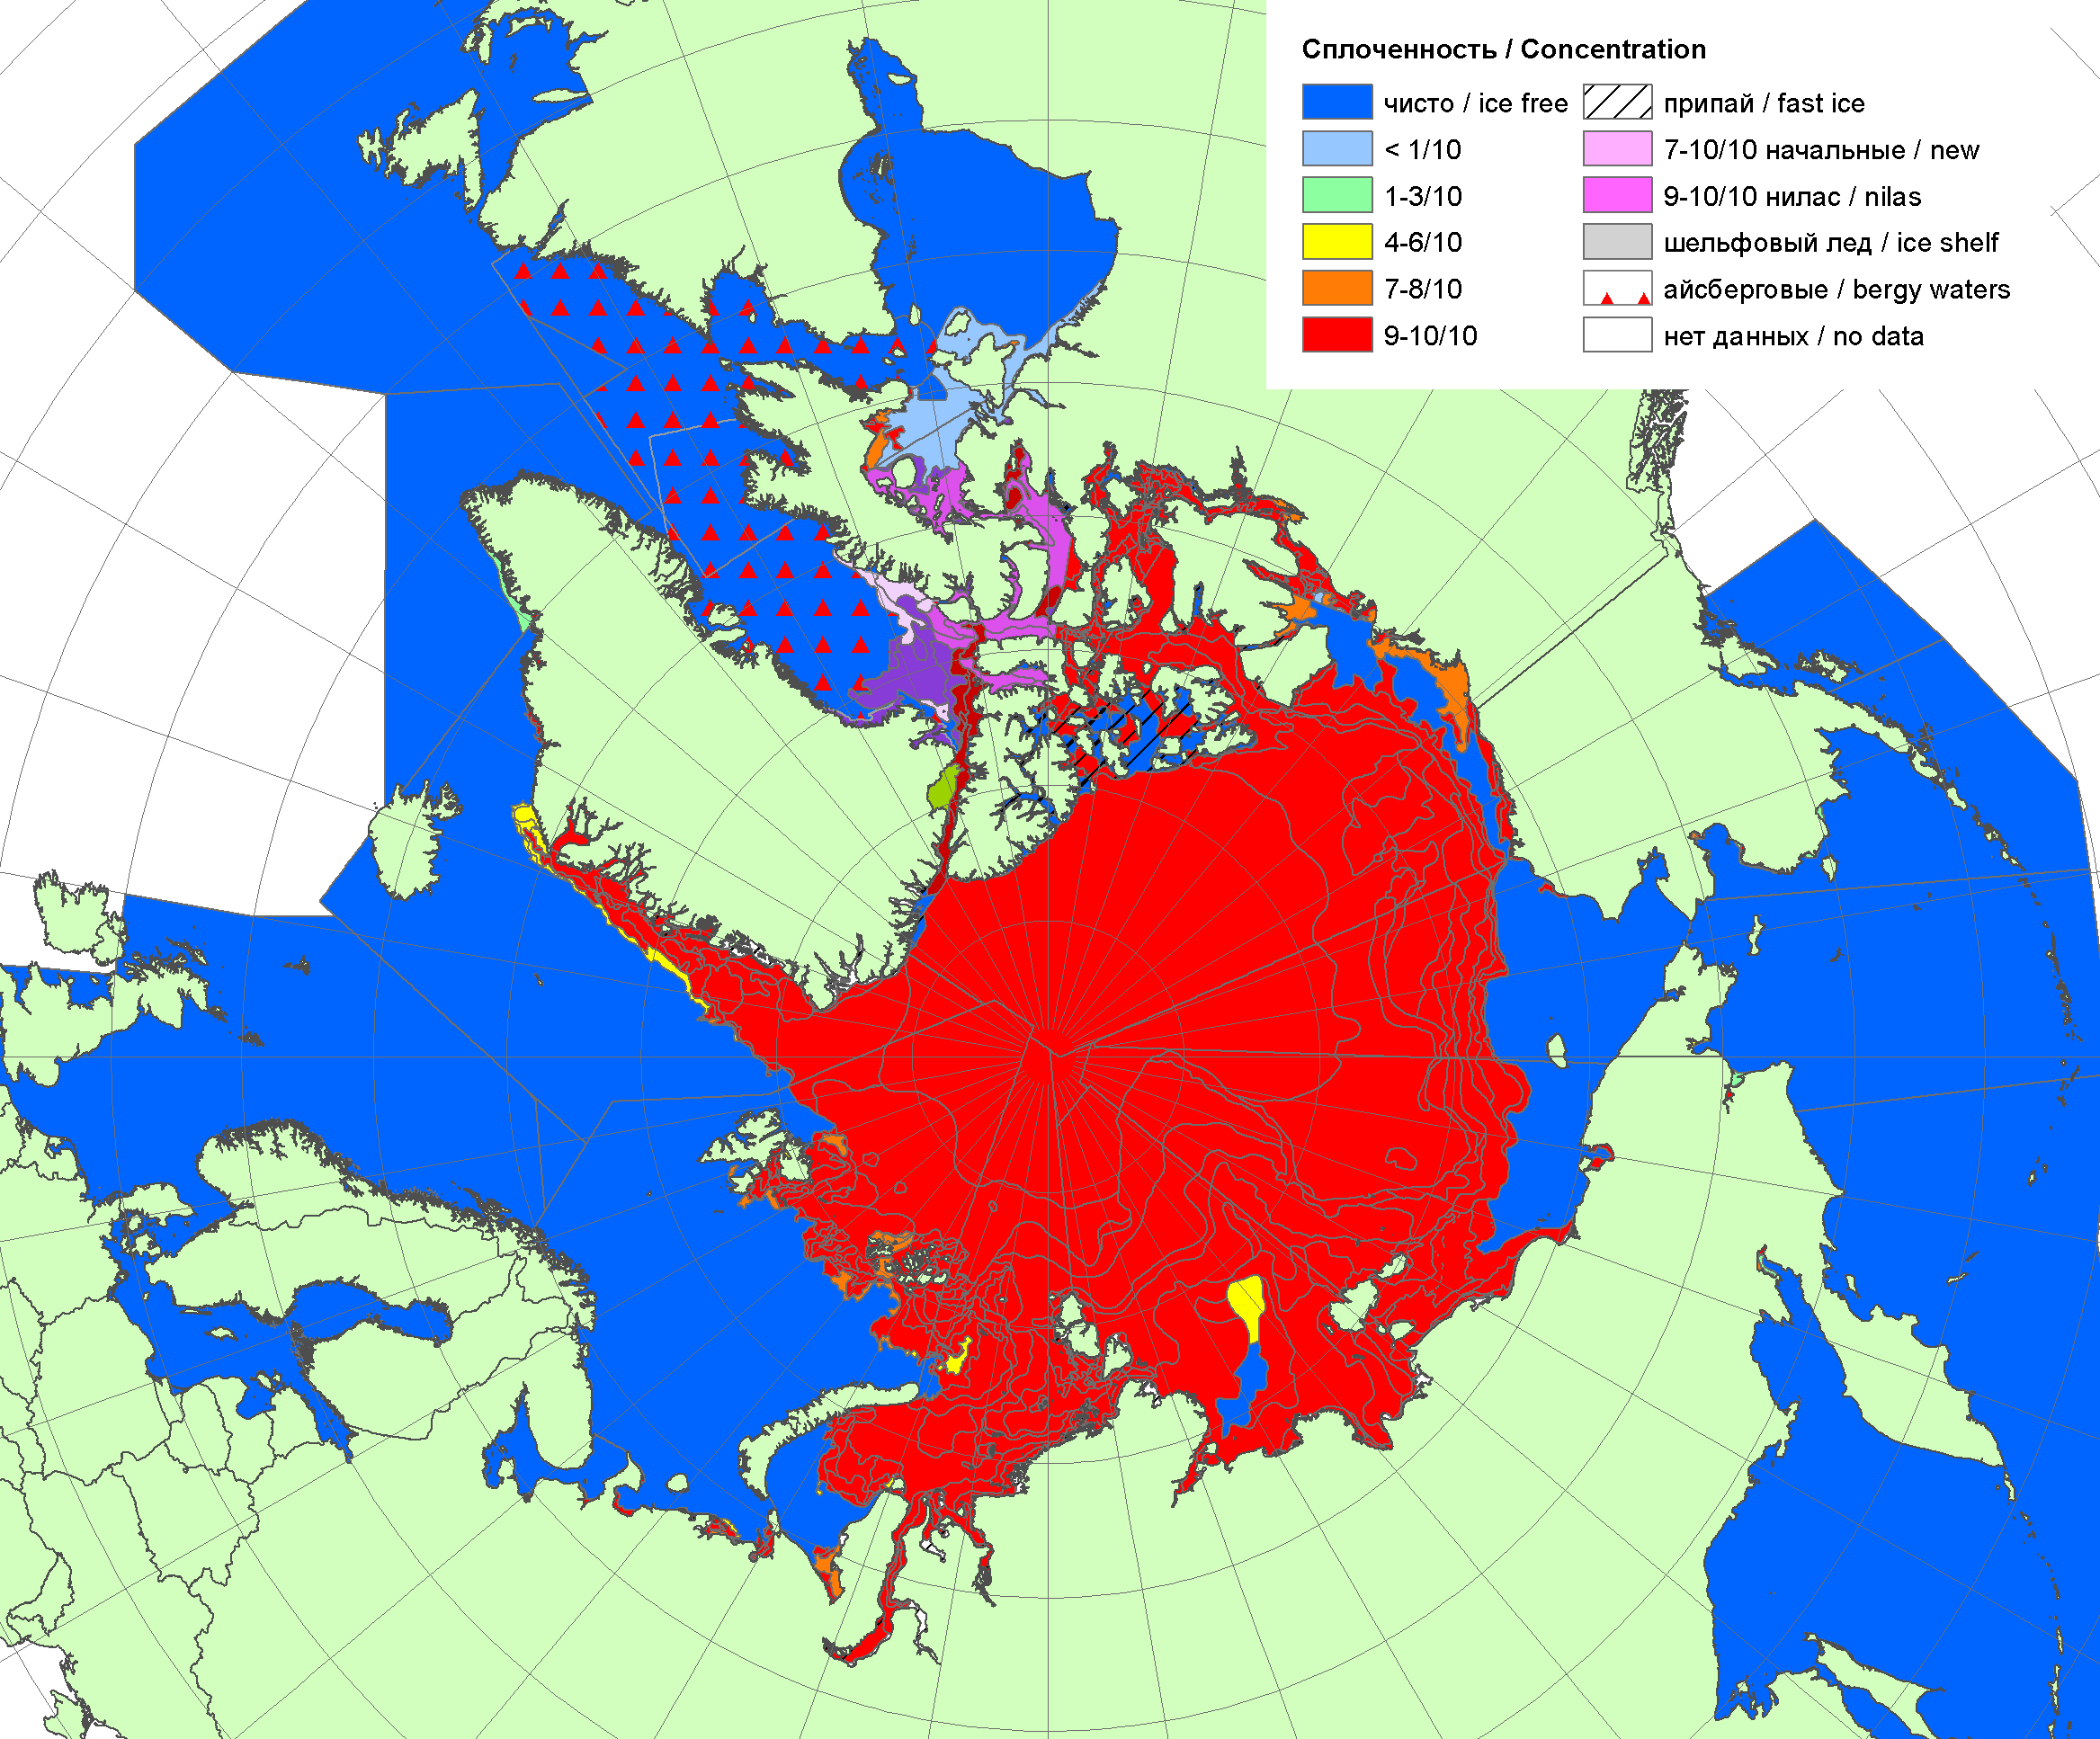 Сплоченность / Concentration
чисто / ice free
< 1/10
1-3/10
4-6/10
7-8/10
9-10/10
припай / fast ice
7-10/10 начальные / new
9-10/10 нилас / nilas
шельфовый лед / ice shelf
айсберговые / bergy waters
нет данных / no data